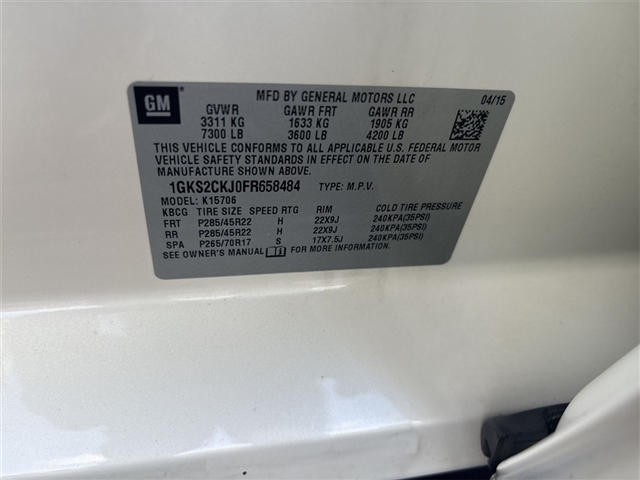 GM
MFD BY GENERAL MOTORS LLC 04/15
GVWR GAWR FRT GAWR RR
3311 KG 1633 KG 1905 KG
7300 LB 3600 LB 4200 LB
THIS VEHICLE CONFORMS TO ALL APPLICABLE U.S. FEDERAL MOTOR
VEHICLE SAFETY STANDARDS IN EFFECT ON THE DATE OF
MANUFACTURE SHOWN ABOVE.
1GKS2CKJ0FR658484 TYPE: M.P.V.
MODEL: K15706
KBCG TIRE SIZE SPEED RTG RIM COLD TIRE PRESSURE
FRT P285/45R22 H 22X9J 240KPA(35PSI)
RR P285/45R22 H 22X9J 240KPA(35PSI)
SPA P265/70R17 S 17X7.5J 240KPA(35PSI)
SEE OWNER'S MANUAL FOR MORE INFORMATION.